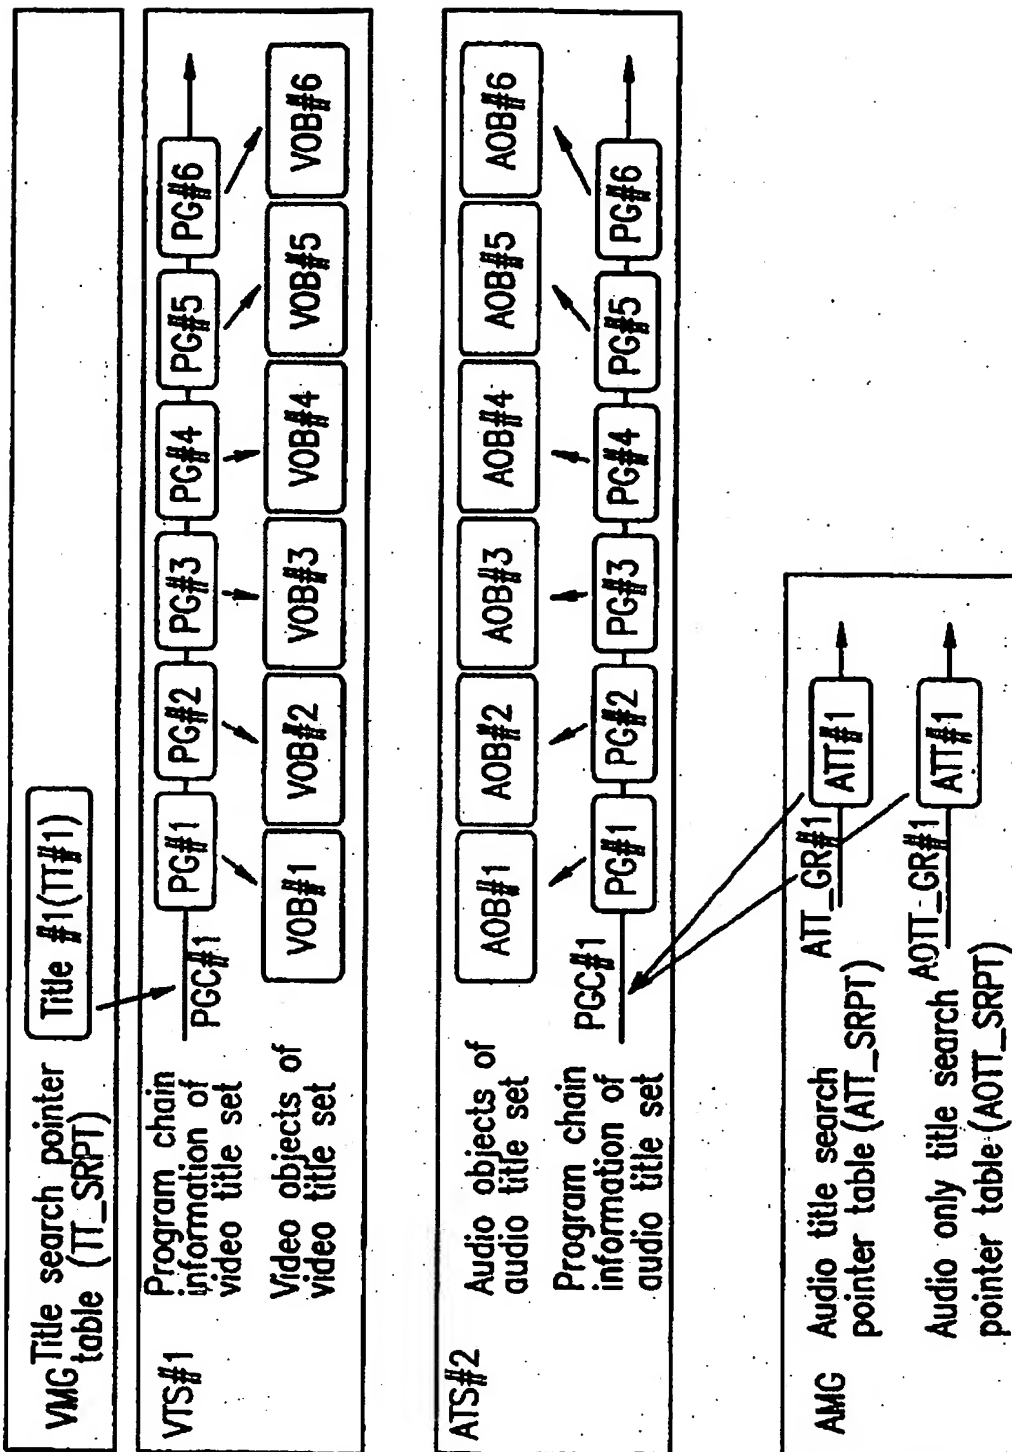 VMG Title search pointer
table (TT_SRPT)
Title #1(TT#1)
VTS#1
Program chain
information of
video title set
PGC#1
PG#1 PG#2 PG#3 PG#4 PG#5 PG#6
Video objects of
video title set
VOB#1 VOB#2 VOB#3 VOB#4 VOB#5 VOB#6
ATS#2
Audio objects of
audio title set
AOB#1 AOB#2 AOB#3 AOB#4 AOB#5 AOB#6
Program chain
information of
audio title set
PGC#1
PG#1 PG#2 PG#3 PG#4 PG#5 PG#6
AMG
Audio title search
pointer table (ATT_SRPT)
ATT_GR#1
ATT#1
Audio only title search
pointer table (AOTT_SRPT)
AOTT_GR#1
ATT#1